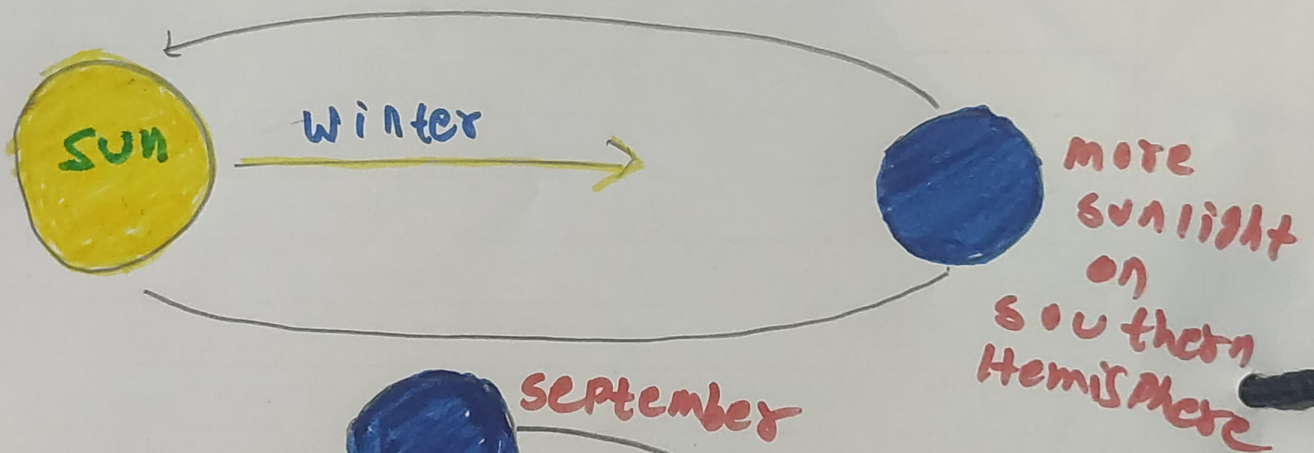 sun
winter
more
sunlight
on
southern
Hemisphere
september